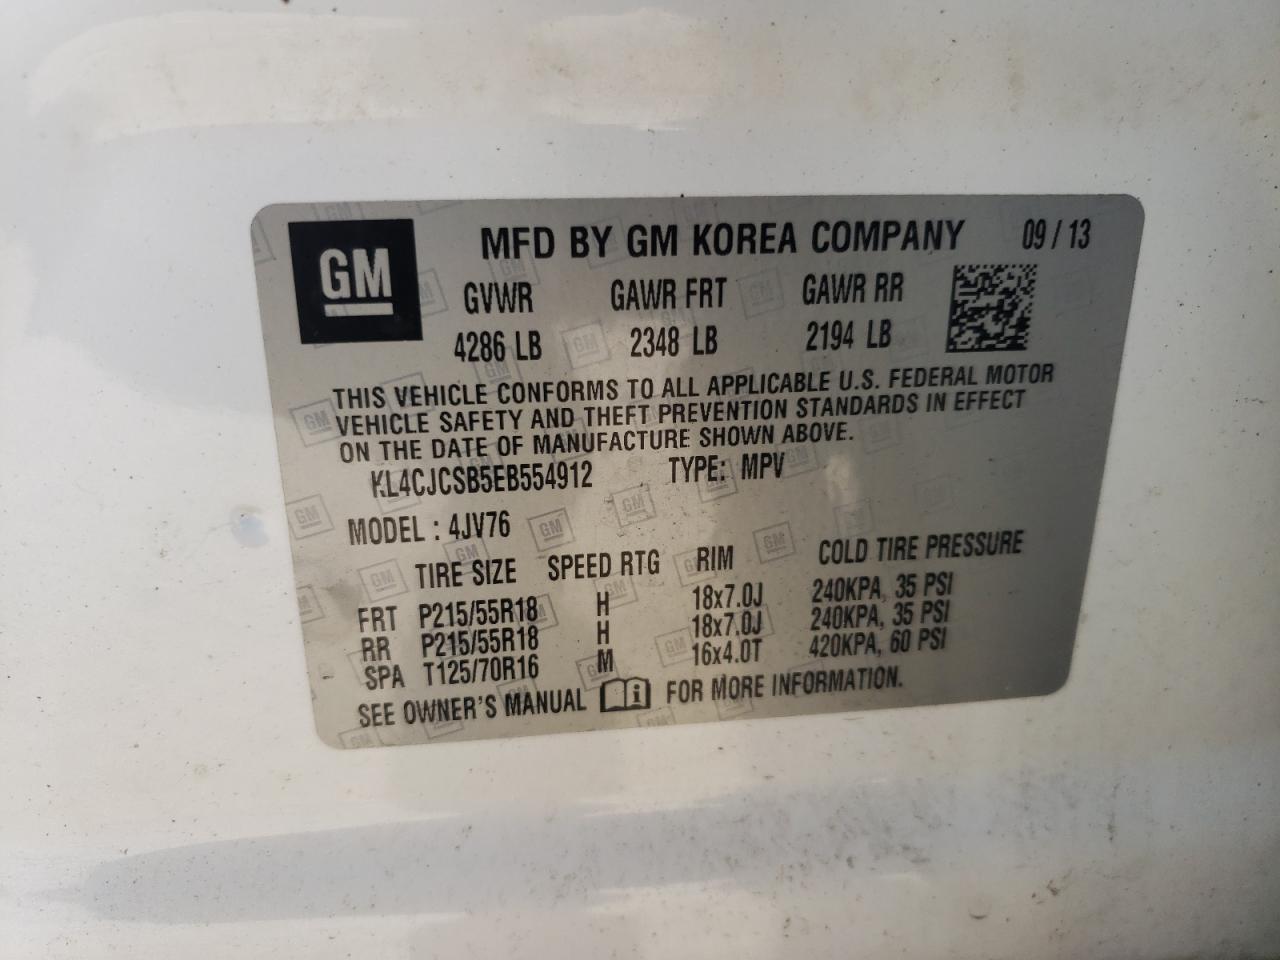 GM
MFD BY GM KOREA COMPANY 09 / 13
GVWR GAWR FRT GAWR RR
4286 LB 2348 LB 2194 LB
THIS VEHICLE CONFORMS TO ALL APPLICABLE U.S. FEDERAL MOTOR
VEHICLE SAFETY AND THEFT PREVENTION STANDARDS IN EFFECT
ON THE DATE OF MANUFACTURE SHOWN ABOVE.
KL4CJCSB5EB554912 TYPE: MPV
MODEL : 4JV76
TIRE SIZE SPEED RTG RIM COLD TIRE PRESSURE
FRT P215/55R18 H 18x7.0J 240KPA, 35 PSI
RR P215/55R18 H 18x7.0J 240KPA, 35 PSI
SPA T125/70R16 M 16x4.0T 420KPA, 60 PSI
SEE OWNER'S MANUAL i FOR MORE INFORMATION.